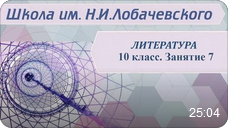 Школа им. Н.И.Лобачевского
ЛИТЕРАТУРА
10 класс. Занятие 7
25:04